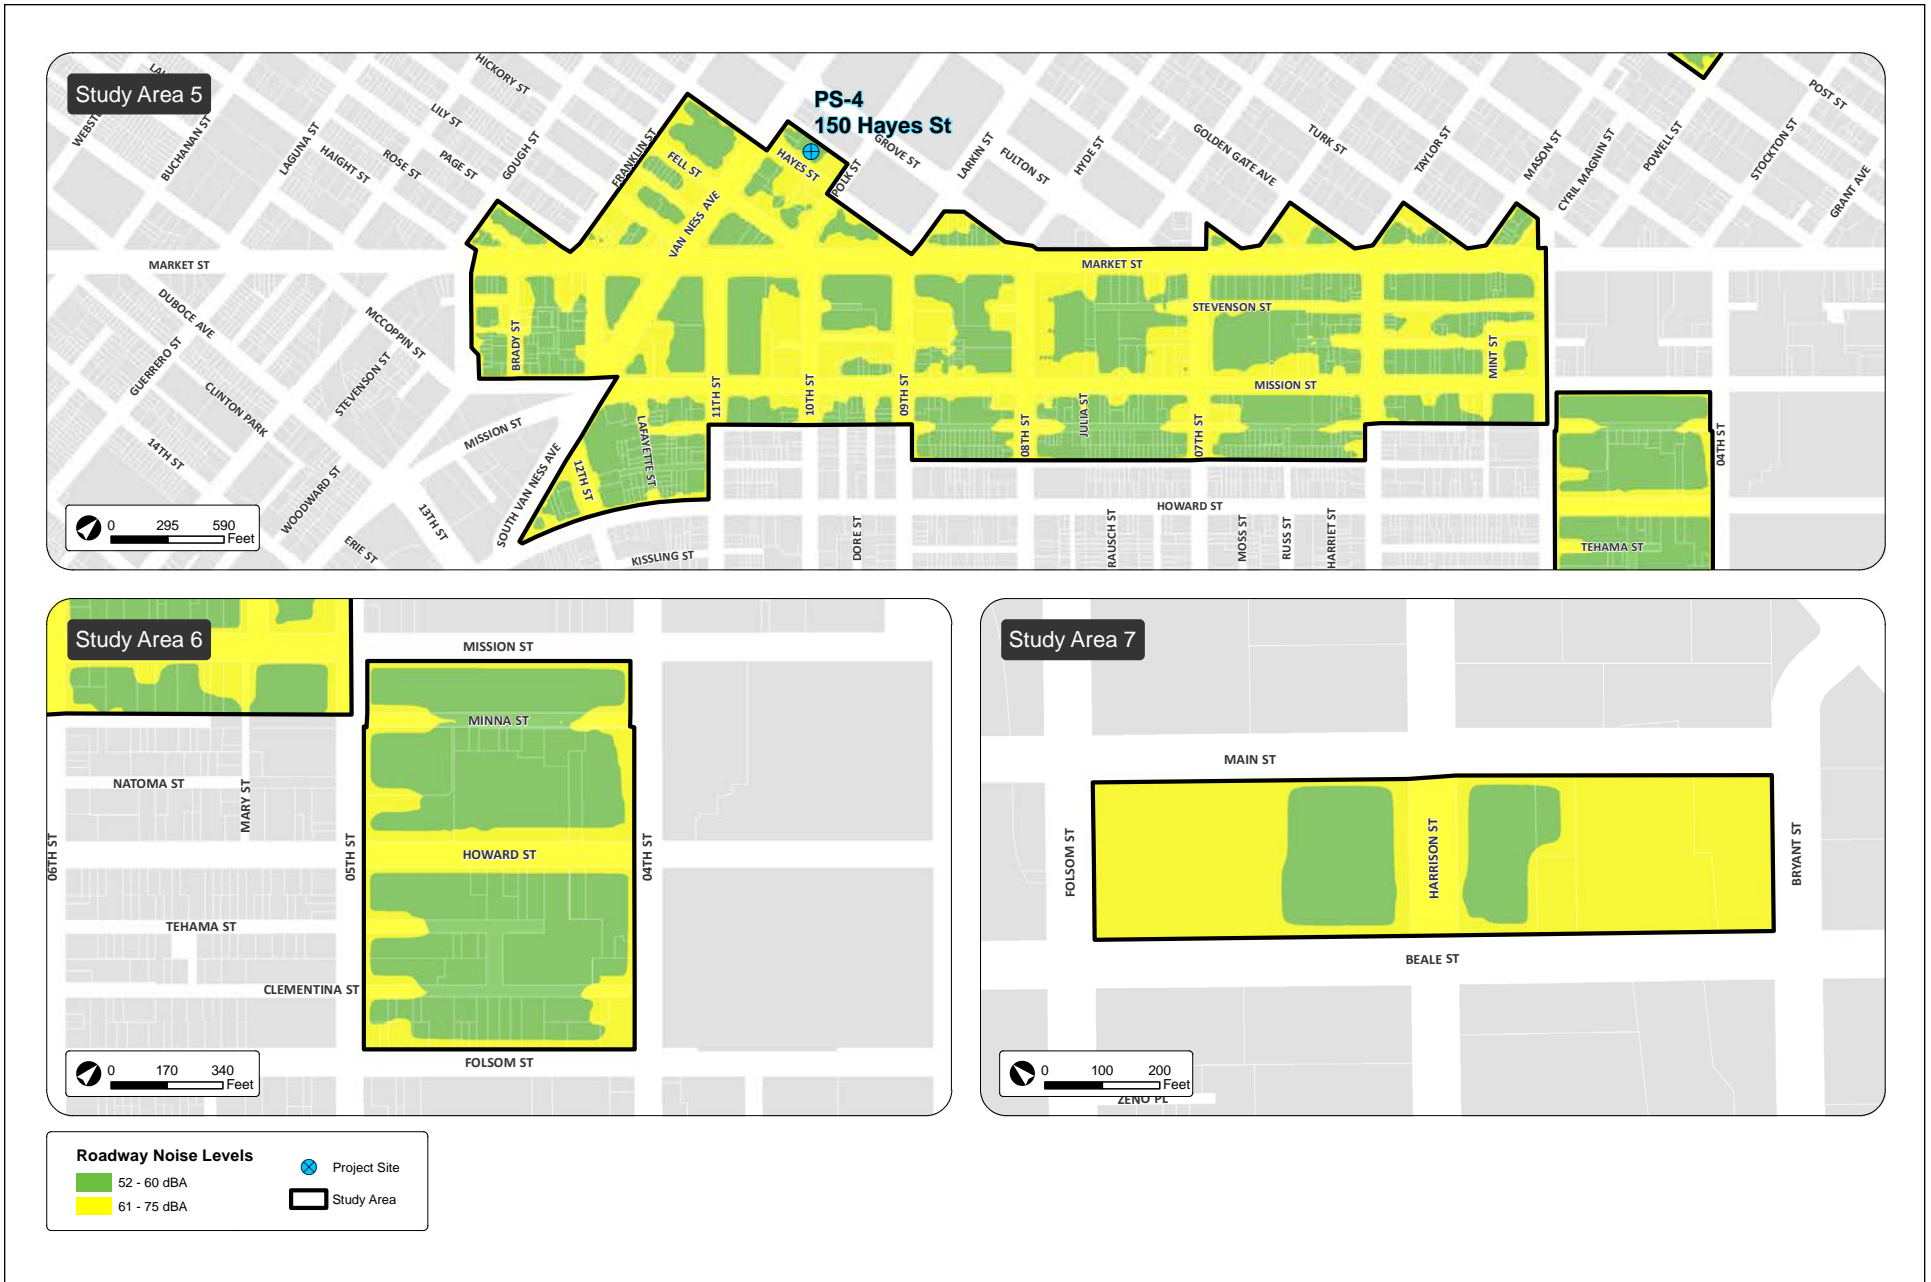 Study Area 5
HICKORY ST
LILY ST
BUCHANAN ST
LAGUNA ST
HAIGHT ST
ROSE ST
PAGE ST
GOUGH ST
FRANKLIN ST
FELL ST
VAN NESS AVE
PS-4
150 Hayes St
HAYES ST
POLK ST
GROVE ST
LARKIN ST
FULTON ST
HYDE ST
GOLDEN GATE AVE
TURK ST
TAYLOR ST
MASON ST
CYRIL MAGNIN ST
POWELL ST
POST ST
STOCKTON ST
GRANT AVE
MARKET ST
MARKET ST
DUBOCE AVE
MCCOPPIN ST
GUERRERO ST
CLINTON PARK
STEVENSON ST
14TH ST
WOODWARD ST
MISSION ST
13TH ST
ERIE ST
SOUTH VAN NESS AVE
BRADY ST
12TH ST
LAFAYETTE ST
11TH ST
10TH ST
09TH ST
08TH ST
JULIA ST
07TH ST
STEVENSON ST
MISSION ST
MINT ST
KISSLING ST
DORE ST
RAUSCH ST
HOWARD ST
MOSS ST
RUSS ST
HARRIET ST
TEHAMA ST
04TH ST
0 295 590
Feet
Study Area 6
MISSION ST
MINNA ST
NATOMA ST
MARY ST
06TH ST
05TH ST
HOWARD ST
04TH ST
TEHAMA ST
CLEMENTINA ST
FOLSOM ST
0 170 340
Feet
Study Area 7
MAIN ST
FOLSOM ST
HARRISON ST
BRYANT ST
BEALE ST
0 100 200
Feet
ZENO PL
Roadway Noise Levels
52 - 60 dBA
61 - 75 dBA
Project Site
Study Area